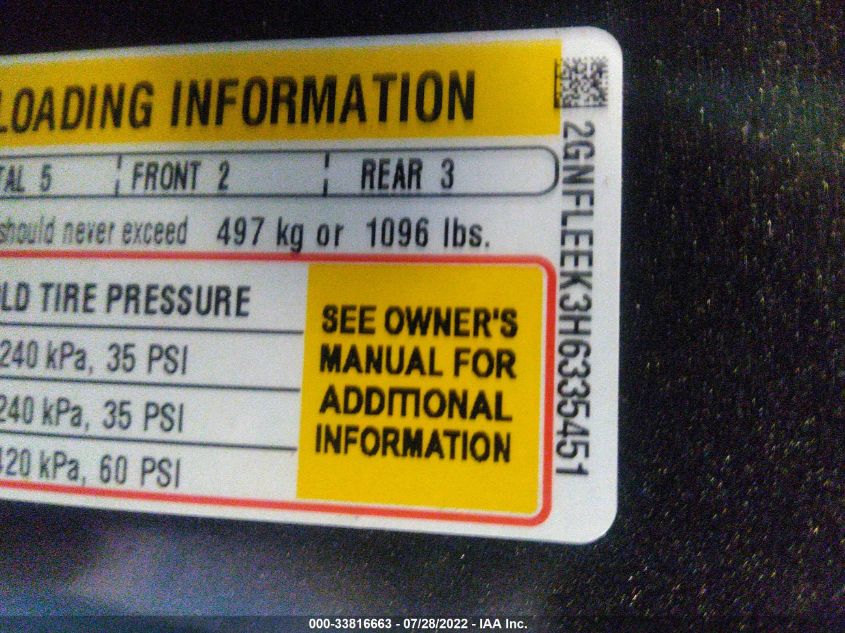 LOADING INFORMATION
TAL 5 FRONT 2 REAR 3
should never exceed 497 kg or 1096 lbs.
LD TIRE PRESSURE
240 kPa, 35 PSI
240 kPa, 35 PSI
420 kPa, 60 PSI
SEE OWNER'S
MANUAL FOR
ADDITIONAL
INFORMATION
2GNFLEEK3H6335451
000-33816663 - 07/28/2022 - IAA Inc.